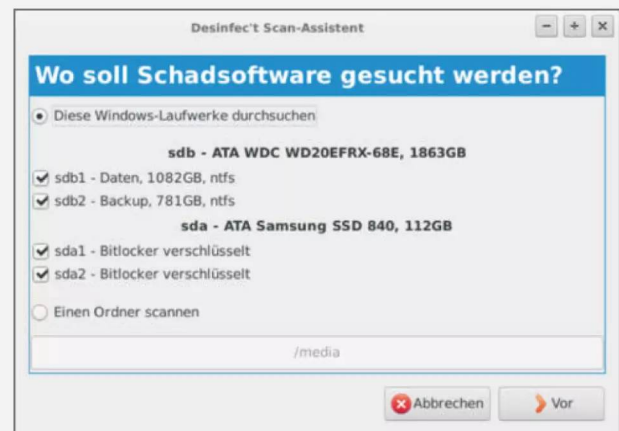 Desinfec't Scan-Assistent
Wo soll Schadsoftware gesucht werden?
Diese Windows-Laufwerke durchsuchen
sdb - ATA WDC WD20EFRX-68E, 1863GB
sdb1 - Daten, 1082GB, ntfs
sdb2 - Backup, 781GB, ntfs
sda - ATA Samsung SSD 840, 112GB
sda1 - Bitlocker verschlüsselt
sda2 - Bitlocker verschlüsselt
Einen Ordner scannen
/media
Abbrechen Vor